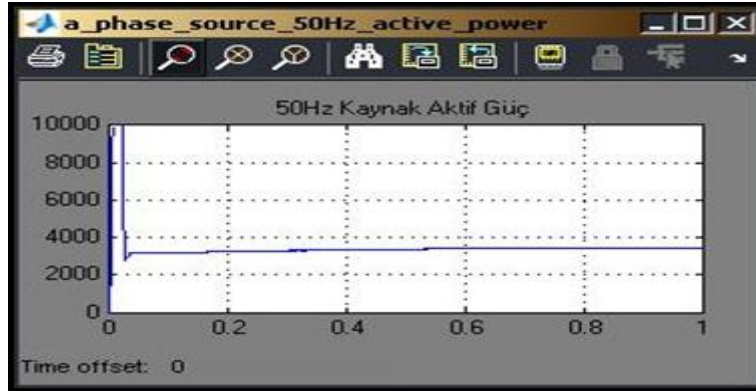 a_phase_source_50Hz_active_power
50Hz Kaynak Aktif Güç
10000
8000
6000
4000
2000
0
0 0.2 0.4 0.6 0.8 1
Time offset: 0